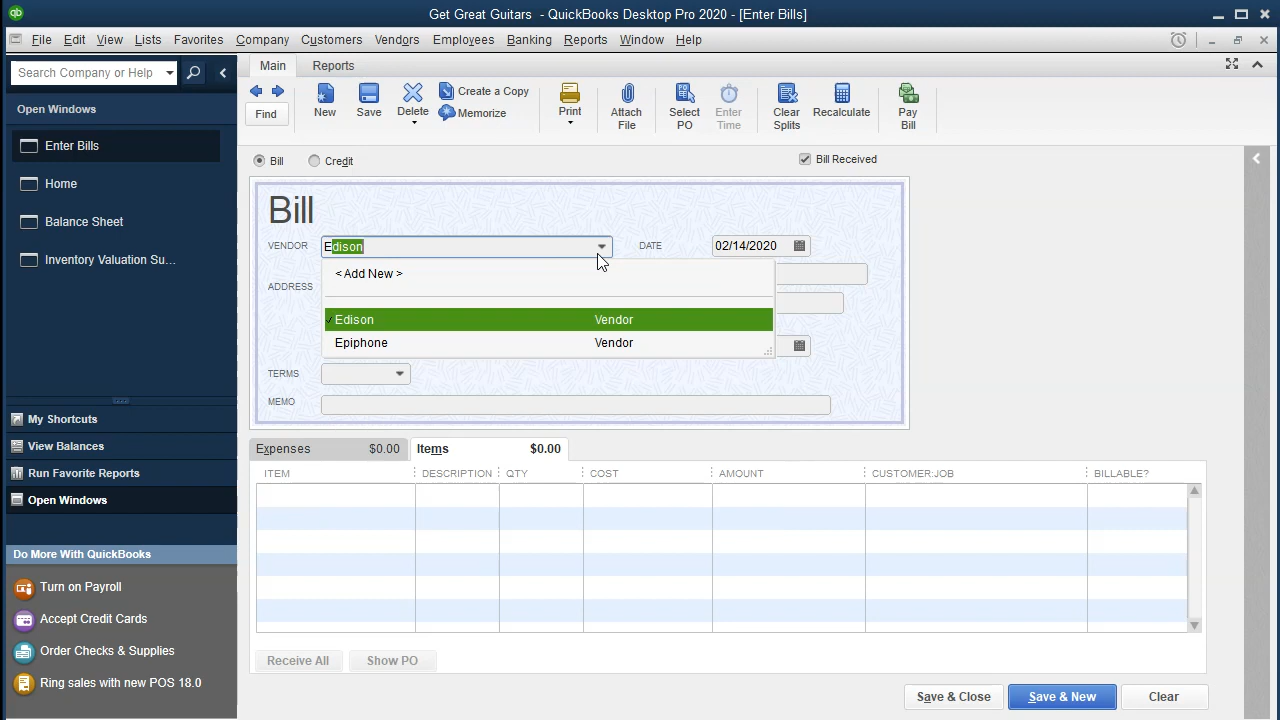 Get Great Guitars - QuickBooks Desktop Pro 2020 - [Enter Bills]
File Edit View Lists Favorites Company Customers Vendors Employees Banking Reports Window Help
Search Company or Help
Main Reports
Open Windows
Enter Bills
Home
Balance Sheet
Inventory Valuation Su...
My Shortcuts
View Balances
Run Favorite Reports
Open Windows
Do More With QuickBooks
Turn on Payroll
Accept Credit Cards
Order Checks & Supplies
Ring sales with new POS 18.0
Find
New
Save
Delete
Create a Copy
Memorize
Print
Attach File
Select PO
Enter Time
Clear Splits
Recalculate
Pay Bill
Bill Credit Bill Received
Bill
VENDOR Edison DATE 02/14/2020
< Add New >
ADDRESS
✓ Edison Vendor
Epiphone Vendor
TERMS
MEMO
Expenses $0.00 Items $0.00
ITEM DESCRIPTION QTY COST AMOUNT CUSTOMER:JOB BILLABLE?
Receive All Show PO
Save & Close Save & New Clear